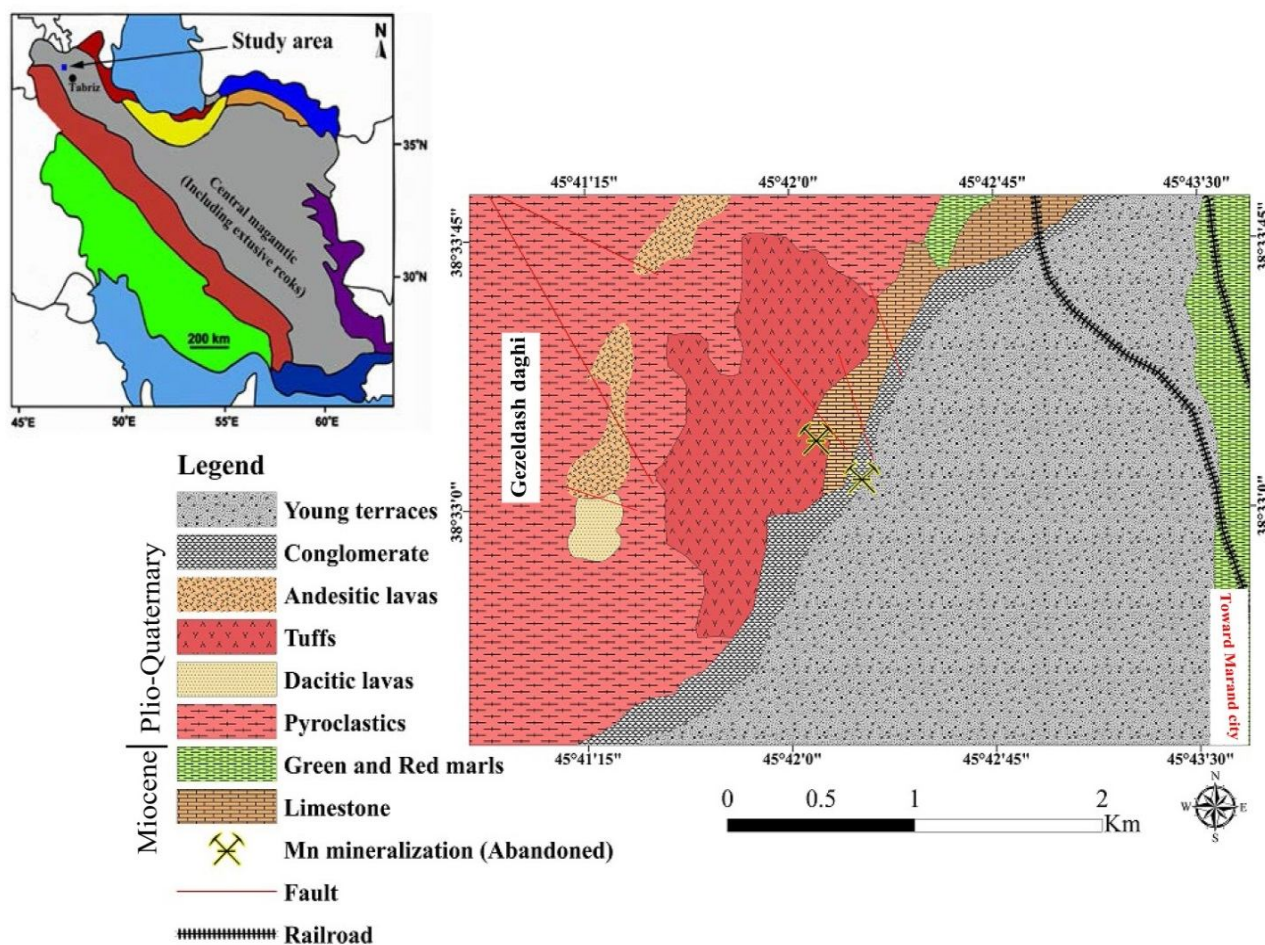 Study area
N
Tabriz
35°N
30°N
Central magamtic
(Including extusive rcoks)
200 km
45°E
50°E
55°E
60°E
45°41'15"
45°42'0"
45°42'45"
45°43'30"
38°33'45"
38°33'0"
Gezeldash daghi
Toward Marand city
45°41'15"
45°42'0"
45°42'45"
45°43'30"
Legend
Plio-Quaternary
Miocene
Young terraces
Conglomerate
Andesitic lavas
Tuffs
Dacitic lavas
Pyroclastics
Green and Red marls
Limestone
Mn mineralization (Abandoned)
Fault
Railroad
0 0.5 1 2
Km
N
W E
S